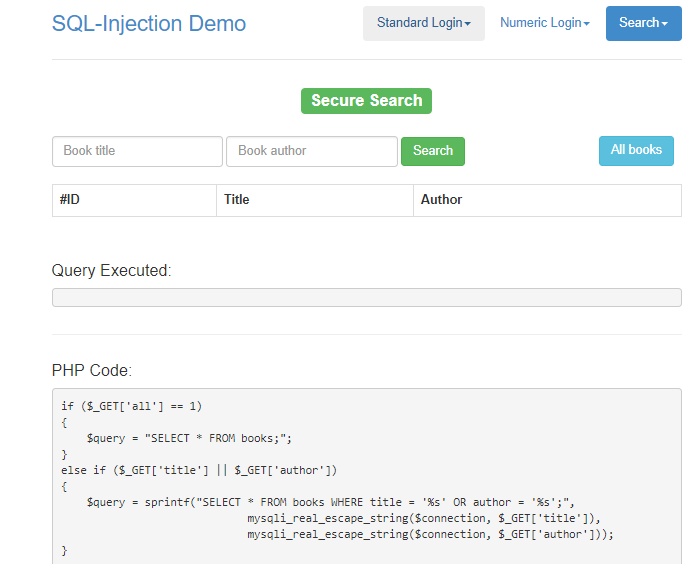 SQL-Injection Demo
Standard Login
Numeric Login
Search
Secure Search
Book title
Book author
Search
All books
#ID Title Author
Query Executed:
PHP Code:
if ($_GET['all'] == 1)
{
    $query = "SELECT * FROM books;";
}
else if ($_GET['title'] || $_GET['author'])
{
    $query = sprintf("SELECT * FROM books WHERE title = '%s' OR author = '%s';",
                             mysqli_real_escape_string($connection, $_GET['title']),
                             mysqli_real_escape_string($connection, $_GET['author']));
}